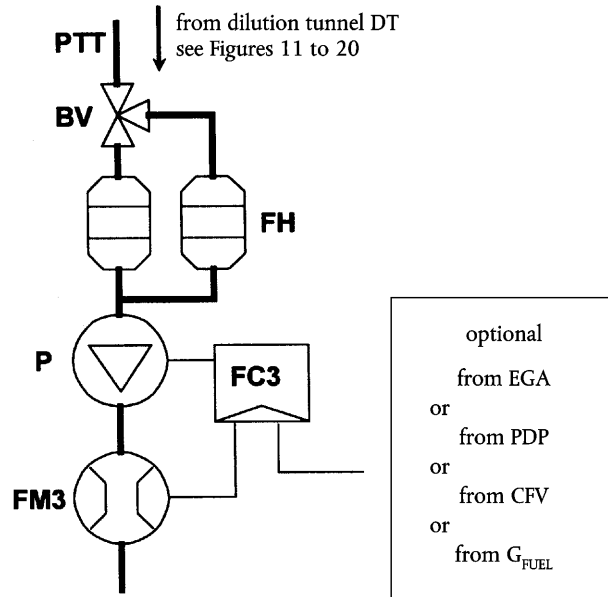 from dilution tunnel DT
see Figures 11 to 20
PTT
BV
FH
P
FC3
FM3
optional
from EGA
or
from PDP
or
from CFV
or
from G_FUEL